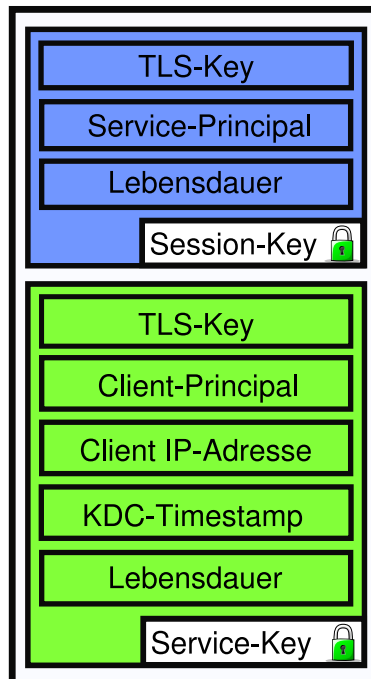 TLS-Key
Service-Principal
Lebensdauer
Session-Key
TLS-Key
Client-Principal
Client IP-Adresse
KDC-Timestamp
Lebensdauer
Service-Key